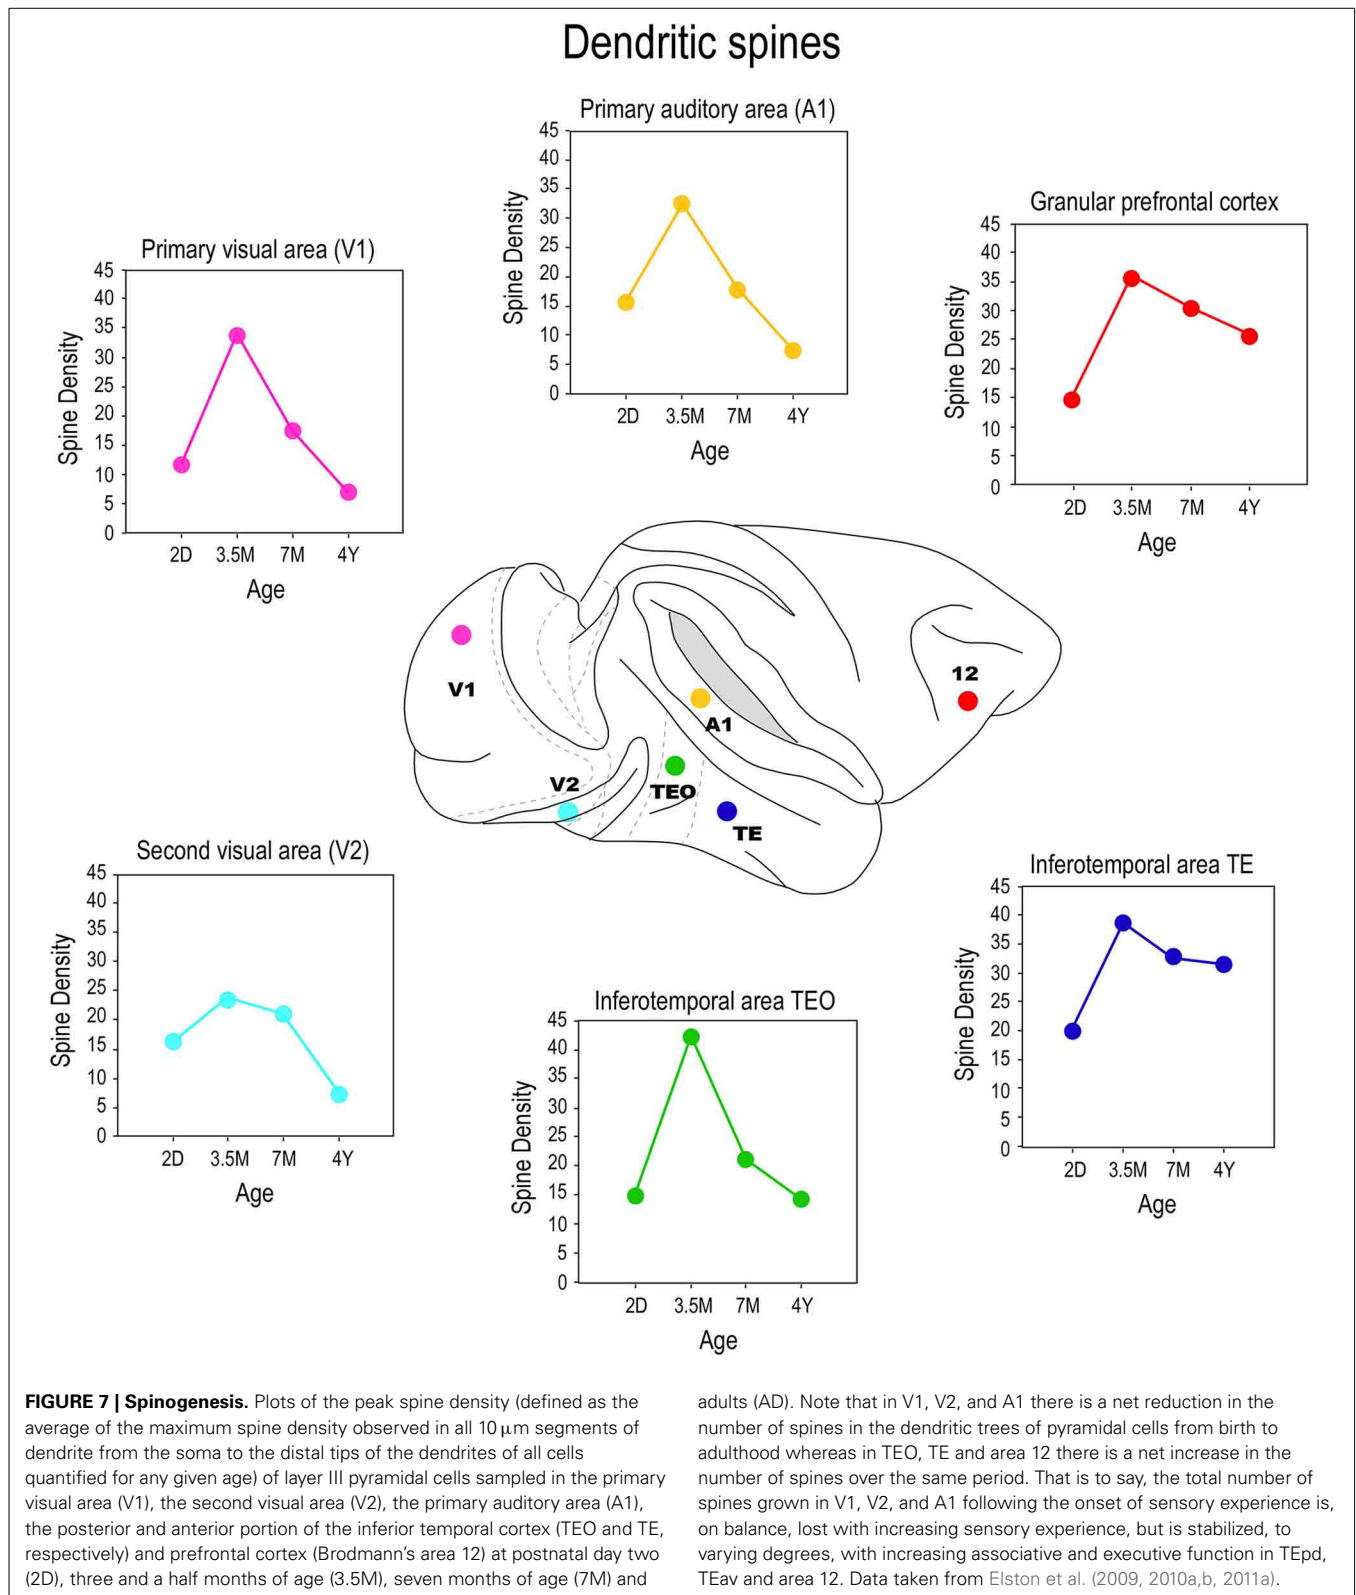 Dendritic spines
Primary auditory area (A1)
45
40
35
30
25
20
15
10
5
0
Spine Density
2D 3.5M 7M 4Y
Age
Granular prefrontal cortex
45
40
35
30
25
20
15
10
5
0
Spine Density
2D 3.5M 7M 4Y
Age
Primary visual area (V1)
45
40
35
30
25
20
15
10
5
0
Spine Density
2D 3.5M 7M 4Y
Age
V1
12
A1
V2
TEO
TE
Second visual area (V2)
45
40
35
30
25
20
15
10
5
0
Spine Density
2D 3.5M 7M 4Y
Age
Inferotemporal area TEO
45
40
35
30
25
20
15
10
5
0
Spine Density
2D 3.5M 7M 4Y
Age
Inferotemporal area TE
45
40
35
30
25
20
15
10
5
0
Spine Density
2D 3.5M 7M 4Y
Age
FIGURE 7 | Spinogenesis. Plots of the peak spine density (defined as the
average of the maximum spine density observed in all 10 μm segments of
dendrite from the soma to the distal tips of the dendrites of all cells
quantified for any given age) of layer III pyramidal cells sampled in the primary
visual area (V1), the second visual area (V2), the primary auditory area (A1),
the posterior and anterior portion of the inferior temporal cortex (TEO and TE,
respectively) and prefrontal cortex (Brodmann's area 12) at postnatal day two
(2D), three and a half months of age (3.5M), seven months of age (7M) and
adults (AD). Note that in V1, V2, and A1 there is a net reduction in the
number of spines in the dendritic trees of pyramidal cells from birth to
adulthood whereas in TEO, TE and area 12 there is a net increase in the
number of spines over the same period. That is to say, the total number of
spines grown in V1, V2, and A1 following the onset of sensory experience is,
on balance, lost with increasing sensory experience, but is stabilized, to
varying degrees, with increasing associative and executive function in TEpd,
TEav and area 12. Data taken from Elston et al. (2009, 2010a,b, 2011a).